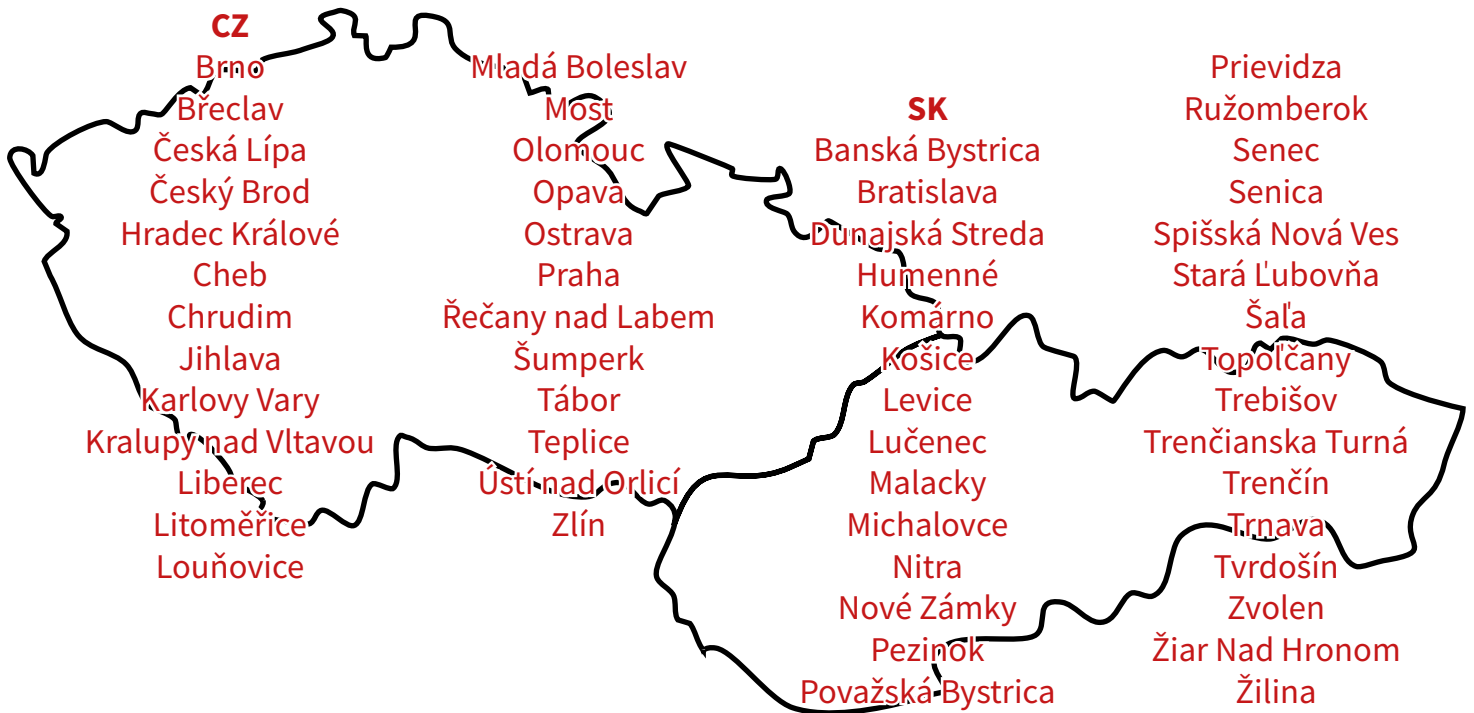 CZ
Brno
Břeclav
Česká Lípa
Český Brod
Hradec Králové
Cheb
Chrudim
Jihlava
Karlovy Vary
Kralupy nad Vltavou
Liberec
Litoměřice
Louňovice
Mladá Boleslav
Most
Olomouc
Opava
Ostrava
Praha
Řečany nad Labem
Šumperk
Tábor
Teplice
Ústí nad Orlicí
Zlín
SK
Banská Bystrica
Bratislava
Dunajská Streda
Humenné
Komárno
Košice
Levice
Lučenec
Malacky
Michalovce
Nitra
Nové Zámky
Pezinok
Považská Bystrica
Prievidza
Ružomberok
Senec
Senica
Spišská Nová Ves
Stará Ľubovňa
Šaľa
Topoľčany
Trebišov
Trenčianska Turná
Trenčín
Trnava
Tvrdošín
Zvolen
Žiar Nad Hronom
Žilina